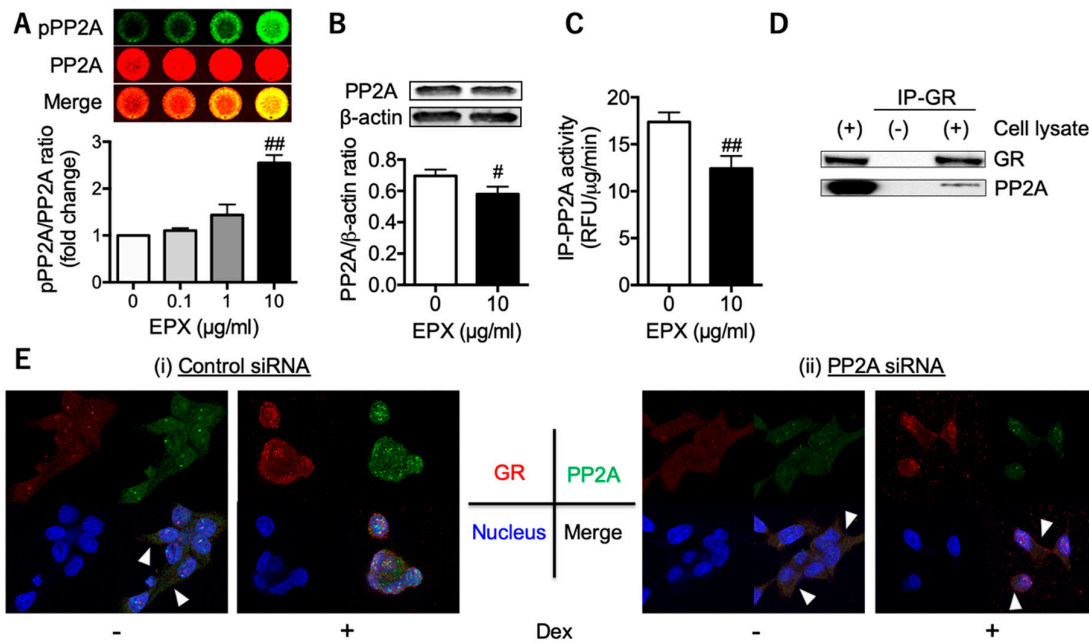 A
pPP2A
PP2A
Merge
pPP2A/PP2A ratio
(fold change)
3
2
1
0
##
0 0.1 1 10
EPX (µg/ml)
B
PP2A
β-actin
PP2A/β-actin ratio
0.8
0.6
0.4
0.2
0.0
#
0 10
EPX (µg/ml)
C
IP-PP2A activity
(RFU/µg/min)
20
15
10
5
0
##
0 10
EPX (µg/ml)
D
IP-GR
(+) (-) (+) Cell lysate
GR
PP2A
E
(i) Control siRNA
(ii) PP2A siRNA
GR PP2A
Nucleus Merge
- + Dex - +